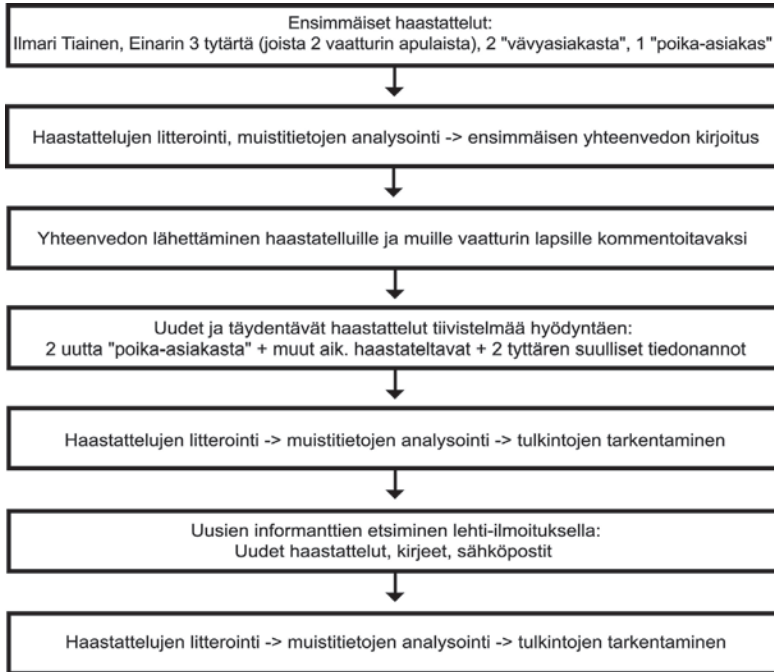 Ensimmäiset haastattelut:
Ilmari Tiainen, Einarin 3 tytärtä (joista 2 vaatturin apulaista), 2 "vävyasiakasta", 1 "poika-asiakas"
Haastattelujen litterointi, muistitietojen analysointi -> ensimmäisen yhteenvedon kirjoitus
Yhteenvedon lähettäminen haastatelluille ja muille vaatturin lapsille kommentoitavaksi
Uudet ja täydentävät haastattelut tiivistelmää hyödyntäen:
2 uutta "poika-asiakasta" + muut aik. haastateltavat + 2 tyttären suulliset tiedonannot
Haastattelujen litterointi -> muistitietojen analysointi -> tulkintojen tarkentaminen
Uusien informanttien etsiminen lehti-ilmoituksella:
Uudet haastattelut, kirjeet, sähköpostit
Haastattelujen litterointi -> muistitietojen analysointi -> tulkintojen tarkentaminen